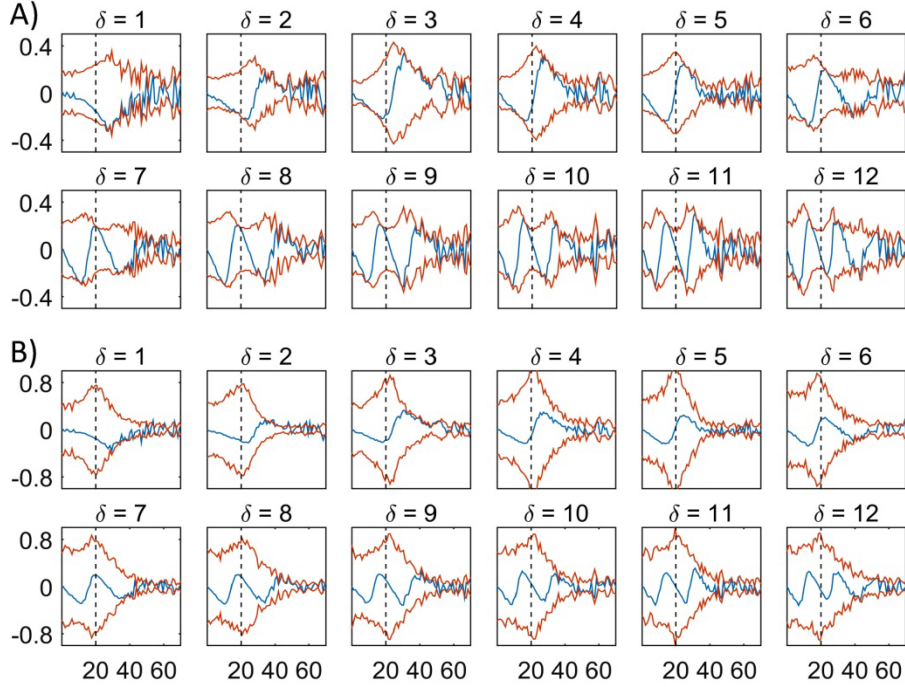 A)
δ = 1 δ = 2 δ = 3 δ = 4 δ = 5 δ = 6
0.4
0
-0.4
δ = 7 δ = 8 δ = 9 δ = 10 δ = 11 δ = 12
0.4
0
-0.4
B)
δ = 1 δ = 2 δ = 3 δ = 4 δ = 5 δ = 6
0.8
0
-0.8
δ = 7 δ = 8 δ = 9 δ = 10 δ = 11 δ = 12
0.8
0
-0.8
20 40 60 20 40 60 20 40 60 20 40 60 20 40 60 20 40 60